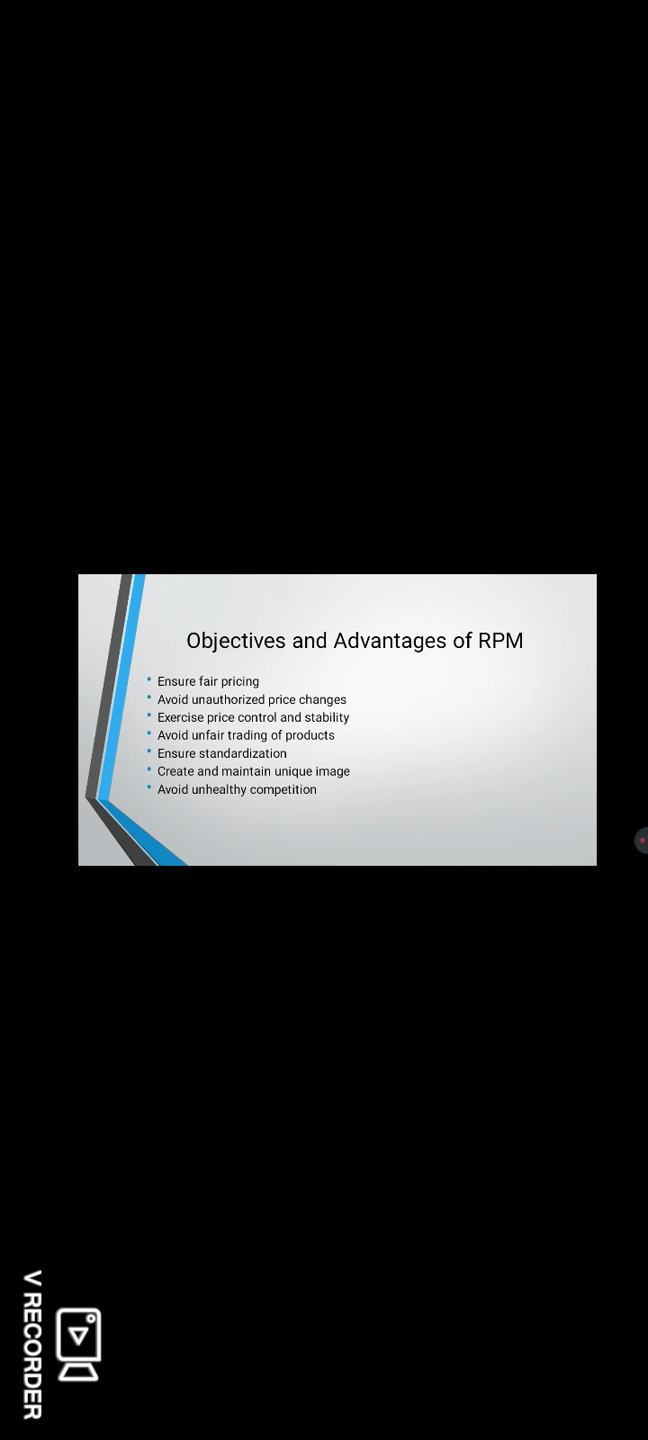 Objectives and Advantages of RPM
• Ensure fair pricing
• Avoid unauthorized price changes
• Exercise price control and stability
• Avoid unfair trading of products
• Ensure standardization
• Create and maintain unique image
• Avoid unhealthy competition
V RECORDER